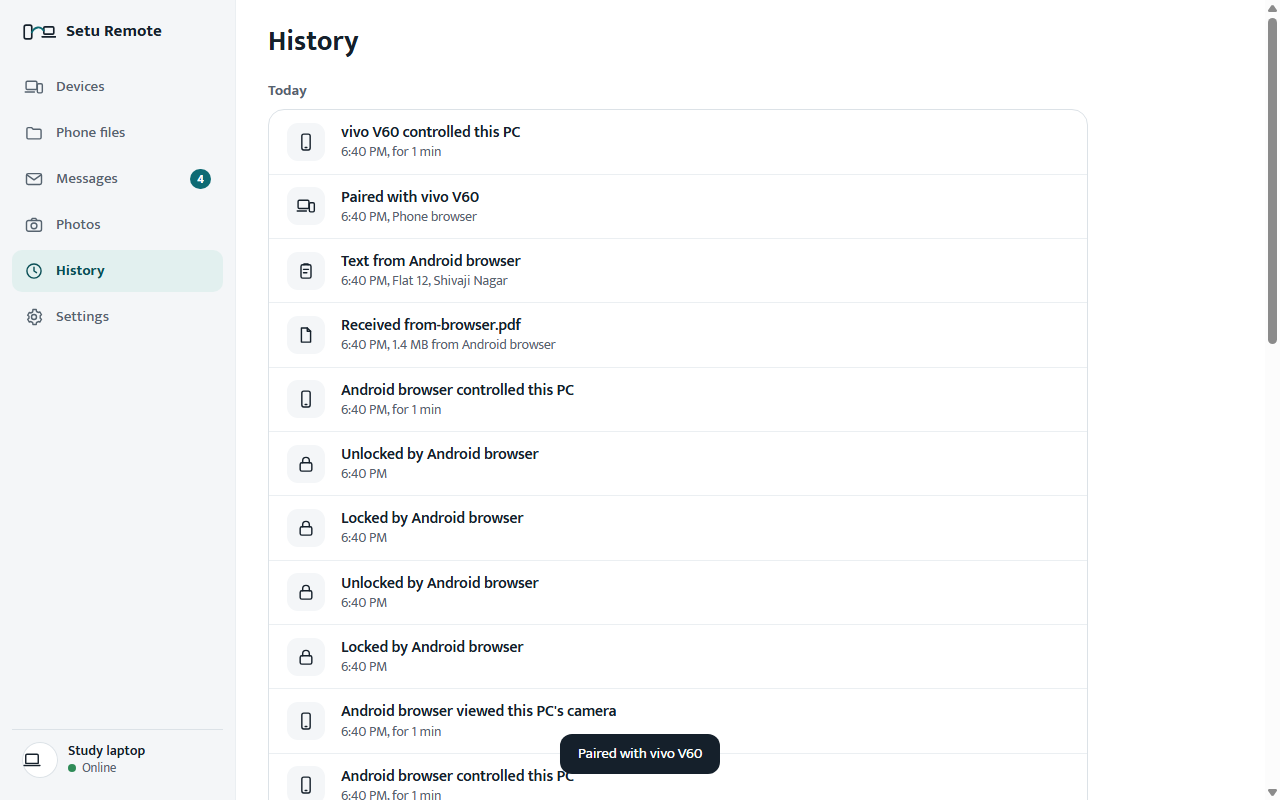 Setu Remote
Devices
Phone files
Messages
4
Photos
History
Settings
Study laptop
Online
History
Today
vivo V60 controlled this PC
6:40 PM, for 1 min
Paired with vivo V60
6:40 PM, Phone browser
Text from Android browser
6:40 PM, Flat 12, Shivaji Nagar
Received from-browser.pdf
6:40 PM, 1.4 MB from Android browser
Android browser controlled this PC
6:40 PM, for 1 min
Unlocked by Android browser
6:40 PM
Locked by Android browser
6:40 PM
Unlocked by Android browser
6:40 PM
Locked by Android browser
6:40 PM
Android browser viewed this PC's camera
6:40 PM, for 1 min
Android browser controlled this PC
6:40 PM, for 1 min
Paired with vivo V60